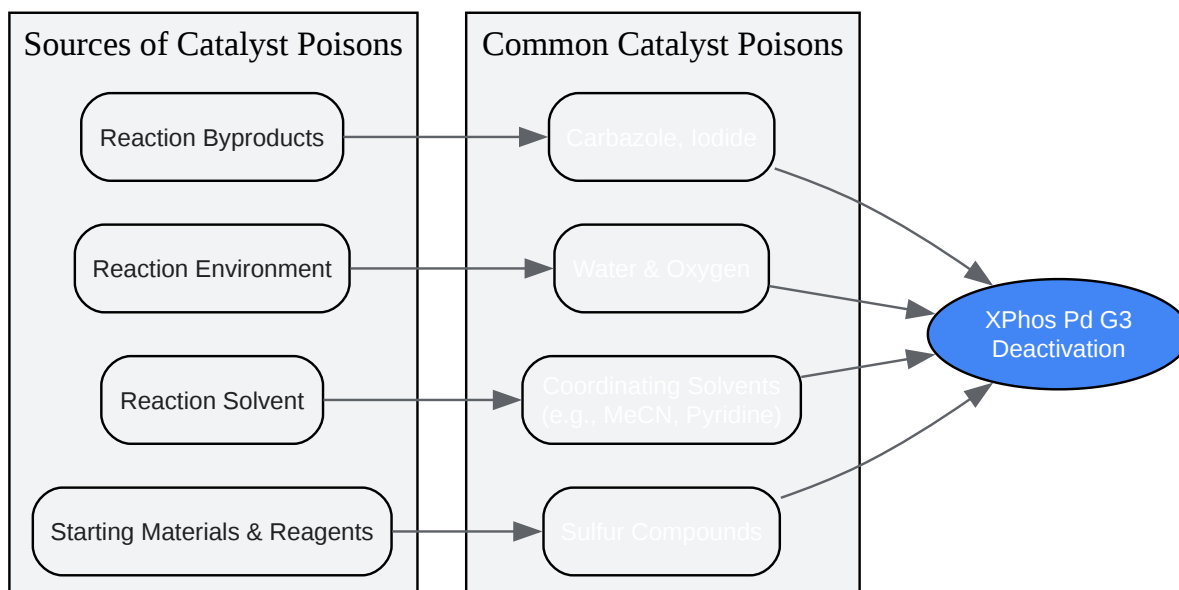 Sources of Catalyst Poisons
Common Catalyst Poisons
Reaction Byproducts
Carbazole, Iodide
Reaction Environment
Water & Oxygen
XPhos Pd G3
Deactivation
Reaction Solvent
Coordinating Solvents
(e.g., MeCN, Pyridine)
Starting Materials & Reagents
Sulfur Compounds